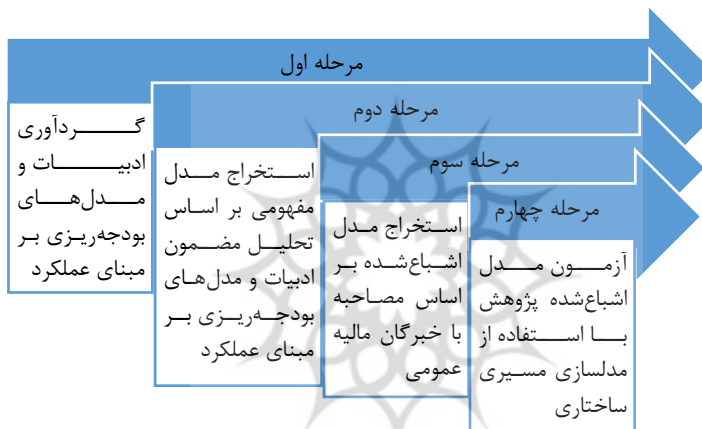 مرحله اول
گردآوری
ادبیات و
مدل‌های
بودجه‌ریزی بر
مبنای عملکرد
مرحله دوم
استخراج مدل
مفهومی بر اساس
تحلیل مضمون
ادبیات و مدل‌های
بودجه‌ریزی بر
مبنای عملکرد
مرحله سوم
استخراج مدل
اشباع‌شده بر
اساس مصاحبه
با خبرگان مالیه
عمومی
مرحله چهارم
آزمون مدل
اشباع‌شده پژوهش
با استفاده از
مدلسازی مسیری
ساختاری